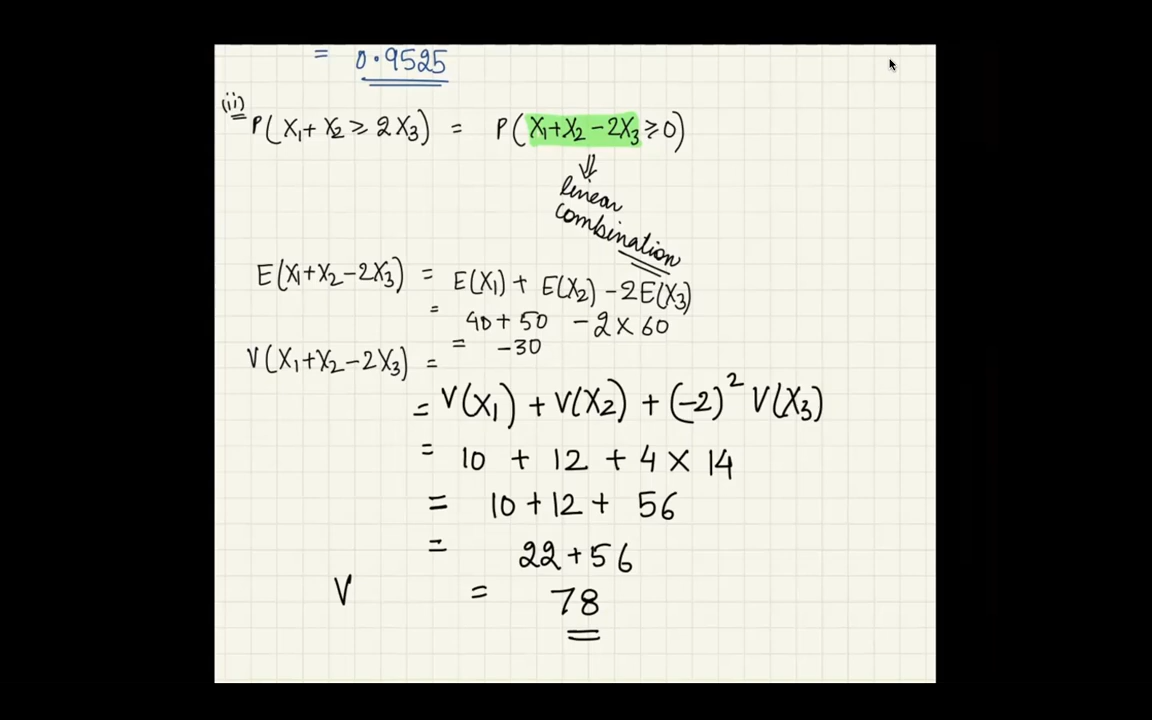 = 0.9525
(ii) P(X₁+X₂ ≥ 2X₃) = P(X₁+X₂-2X₃ ≥ 0)
⇓
linear
combination
E(X₁+X₂-2X₃) = E(X₁) + E(X₂) - 2E(X₃)
= 40 + 50 - 2 × 60
= -30
V(X₁+X₂-2X₃) =
= V(X₁) + V(X₂) + (-2)² V(X₃)
= 10 + 12 + 4 × 14
= 10 + 12 + 56
= 22 + 56
V = 78